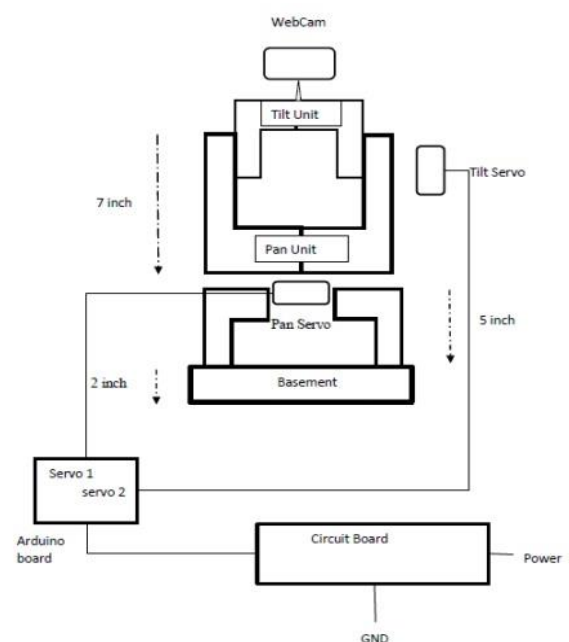 WebCam
Tilt Unit
Tilt Servo
7 inch
Pan Unit
Pan Servo
5 inch
2 inch
Basement
Servo 1
servo 2
Arduino
board
Circuit Board
Power
GND